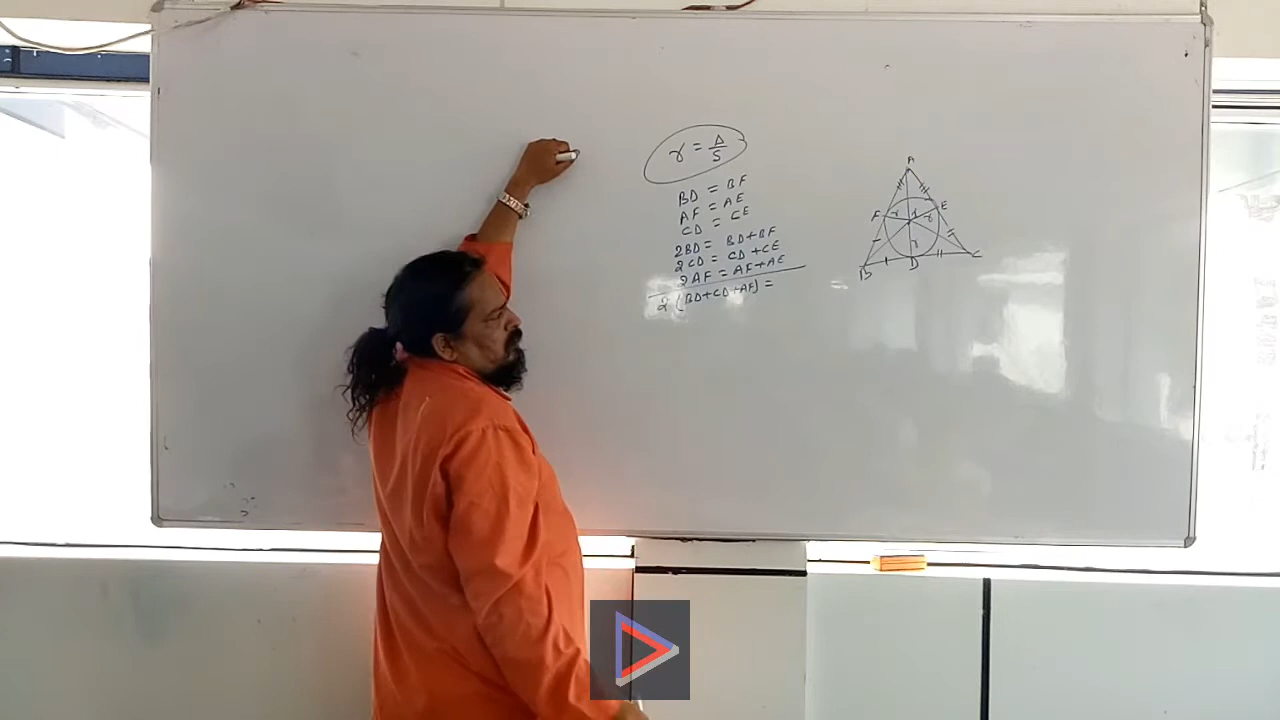 r = Δ/S
BD = BF
AF = AE
CD = CE
2BD = BD+BF
2CD = CD+CE
2AF = AF+AE
2(BD+CD+AF) =
=
A
F r r r E
r
B D C